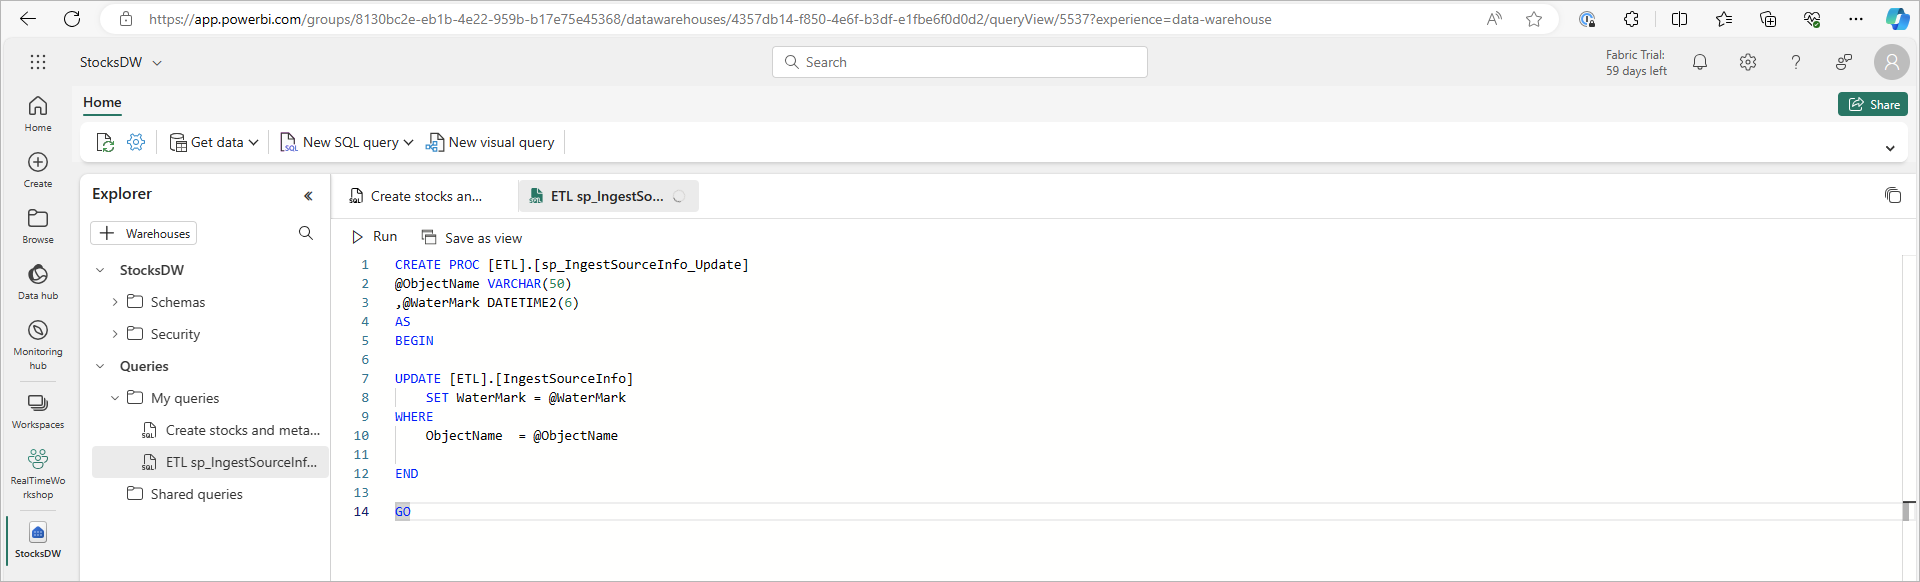 https://app.powerbi.com/groups/8130bc2e-eb1b-4e22-959b-b17e75e45368/datawarehouses/4357db14-f850-4e6f-b3df-e1fbe6f0d0d2/queryView/5537?experience=data-warehouse
StocksDW
Search
Fabric Trial:
59 days left
Home
Share
Get data
New SQL query
New visual query
Home
Create
Browse
Data hub
Monitoring
hub
Workspaces
RealTimeWo
rkshop
StocksDW
Explorer
Warehouses
StocksDW
Schemas
Security
Queries
My queries
Create stocks and meta...
ETL sp_IngestSourceInf...
Shared queries
Create stocks an...
ETL sp_IngestSo...
Run
Save as view
1 CREATE PROC [ETL].[sp_IngestSourceInfo_Update]
2 @ObjectName VARCHAR(50)
3 ,@WaterMark DATETIME2(6)
4 AS
5 BEGIN
6
7 UPDATE [ETL].[IngestSourceInfo]
8 SET WaterMark = @WaterMark
9 WHERE
10 ObjectName  = @ObjectName
11
12 END
13
14 GO